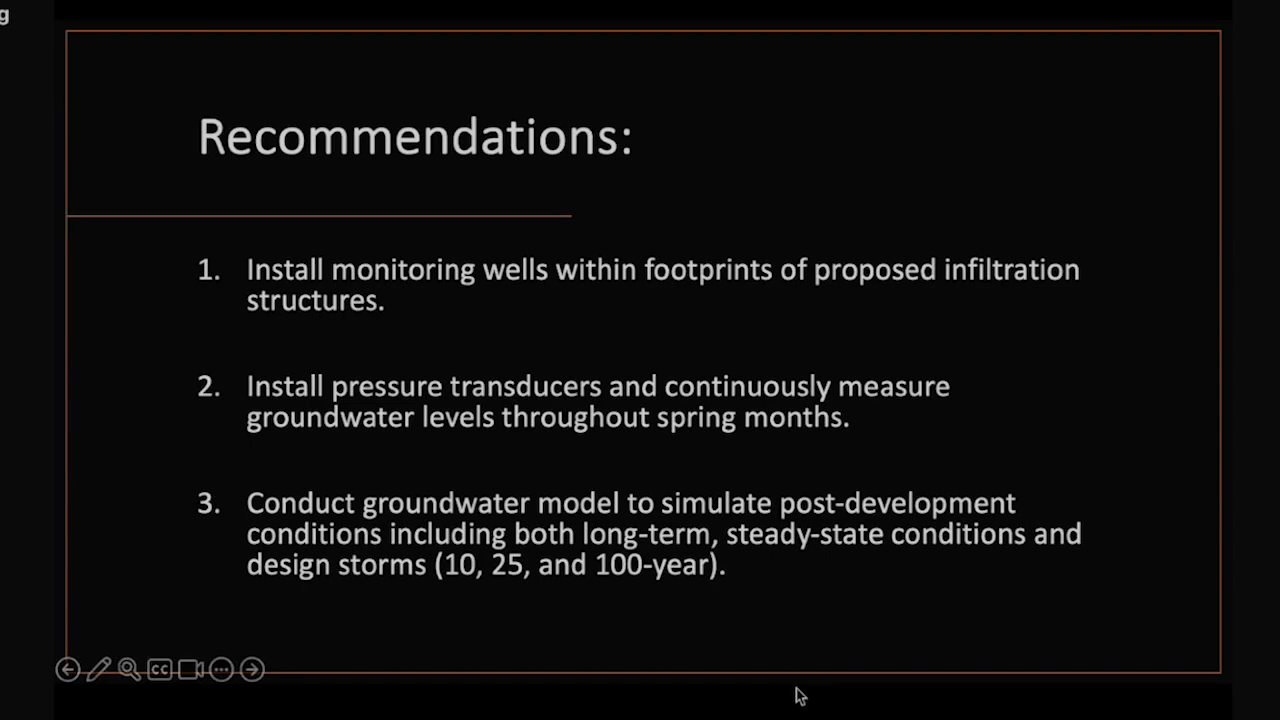 g
Recommendations:
1. Install monitoring wells within footprints of proposed infiltration
structures.
2. Install pressure transducers and continuously measure
groundwater levels throughout spring months.
3. Conduct groundwater model to simulate post-development
conditions including both long-term, steady-state conditions and
design storms (10, 25, and 100-year).
CC